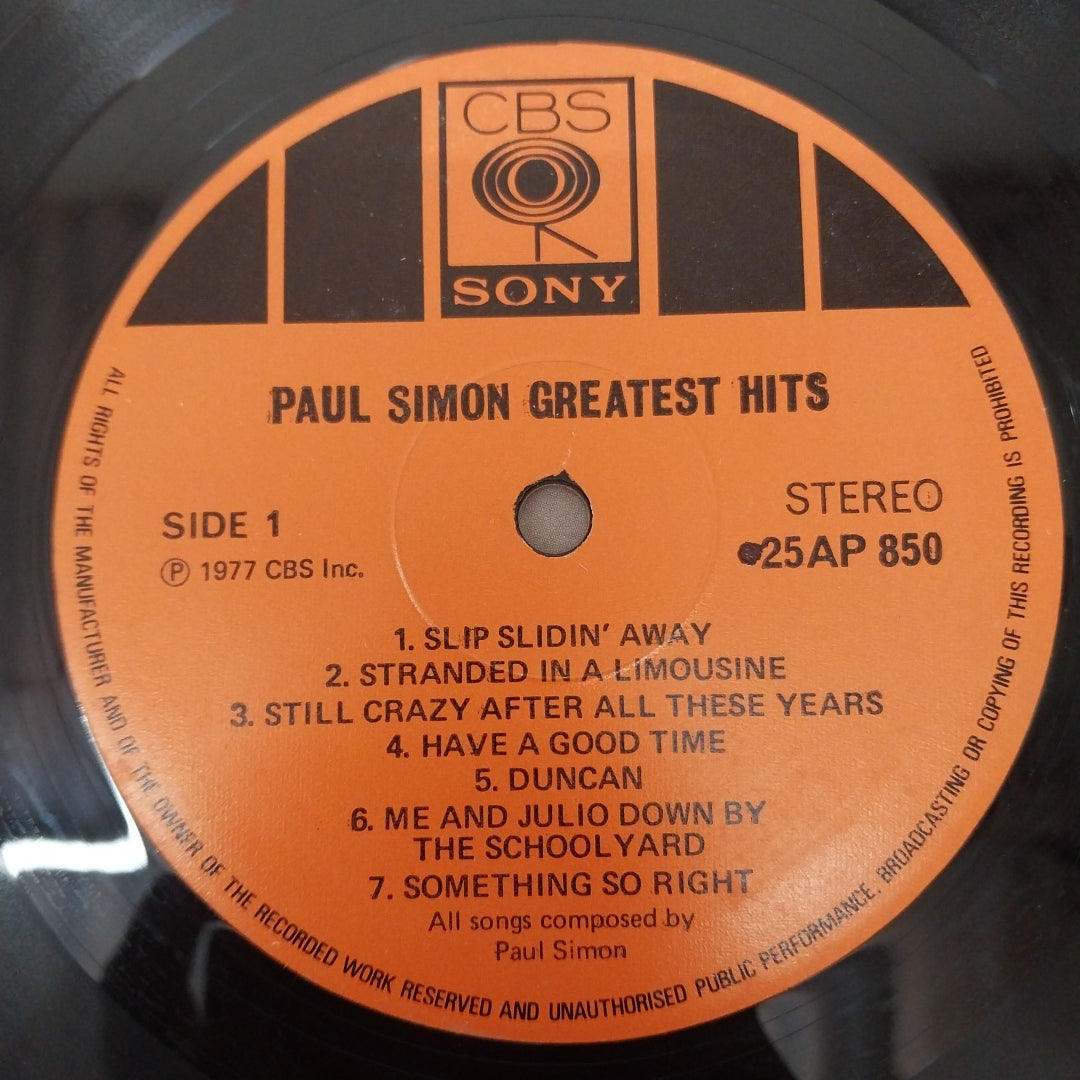 CBS
SONY
PAUL SIMON GREATEST HITS
STEREO
SIDE 1
25AP 850
Ⓟ 1977 CBS Inc.
1. SLIP SLIDIN' AWAY
2. STRANDED IN A LIMOUSINE
3. STILL CRAZY AFTER ALL THESE YEARS
4. HAVE A GOOD TIME
5. DUNCAN
6. ME AND JULIO DOWN BY
THE SCHOOLYARD
7. SOMETHING SO RIGHT
All songs composed by
Paul Simon
ALL RIGHTS OF THE MANUFACTURER AND OF THE OWNER OF THE RECORDED WORK RESERVED AND UNAUTHORISED PUBLIC PERFORMANCE. BROADCASTING OR COPYING OF THIS RECORDING IS PROHIBITED